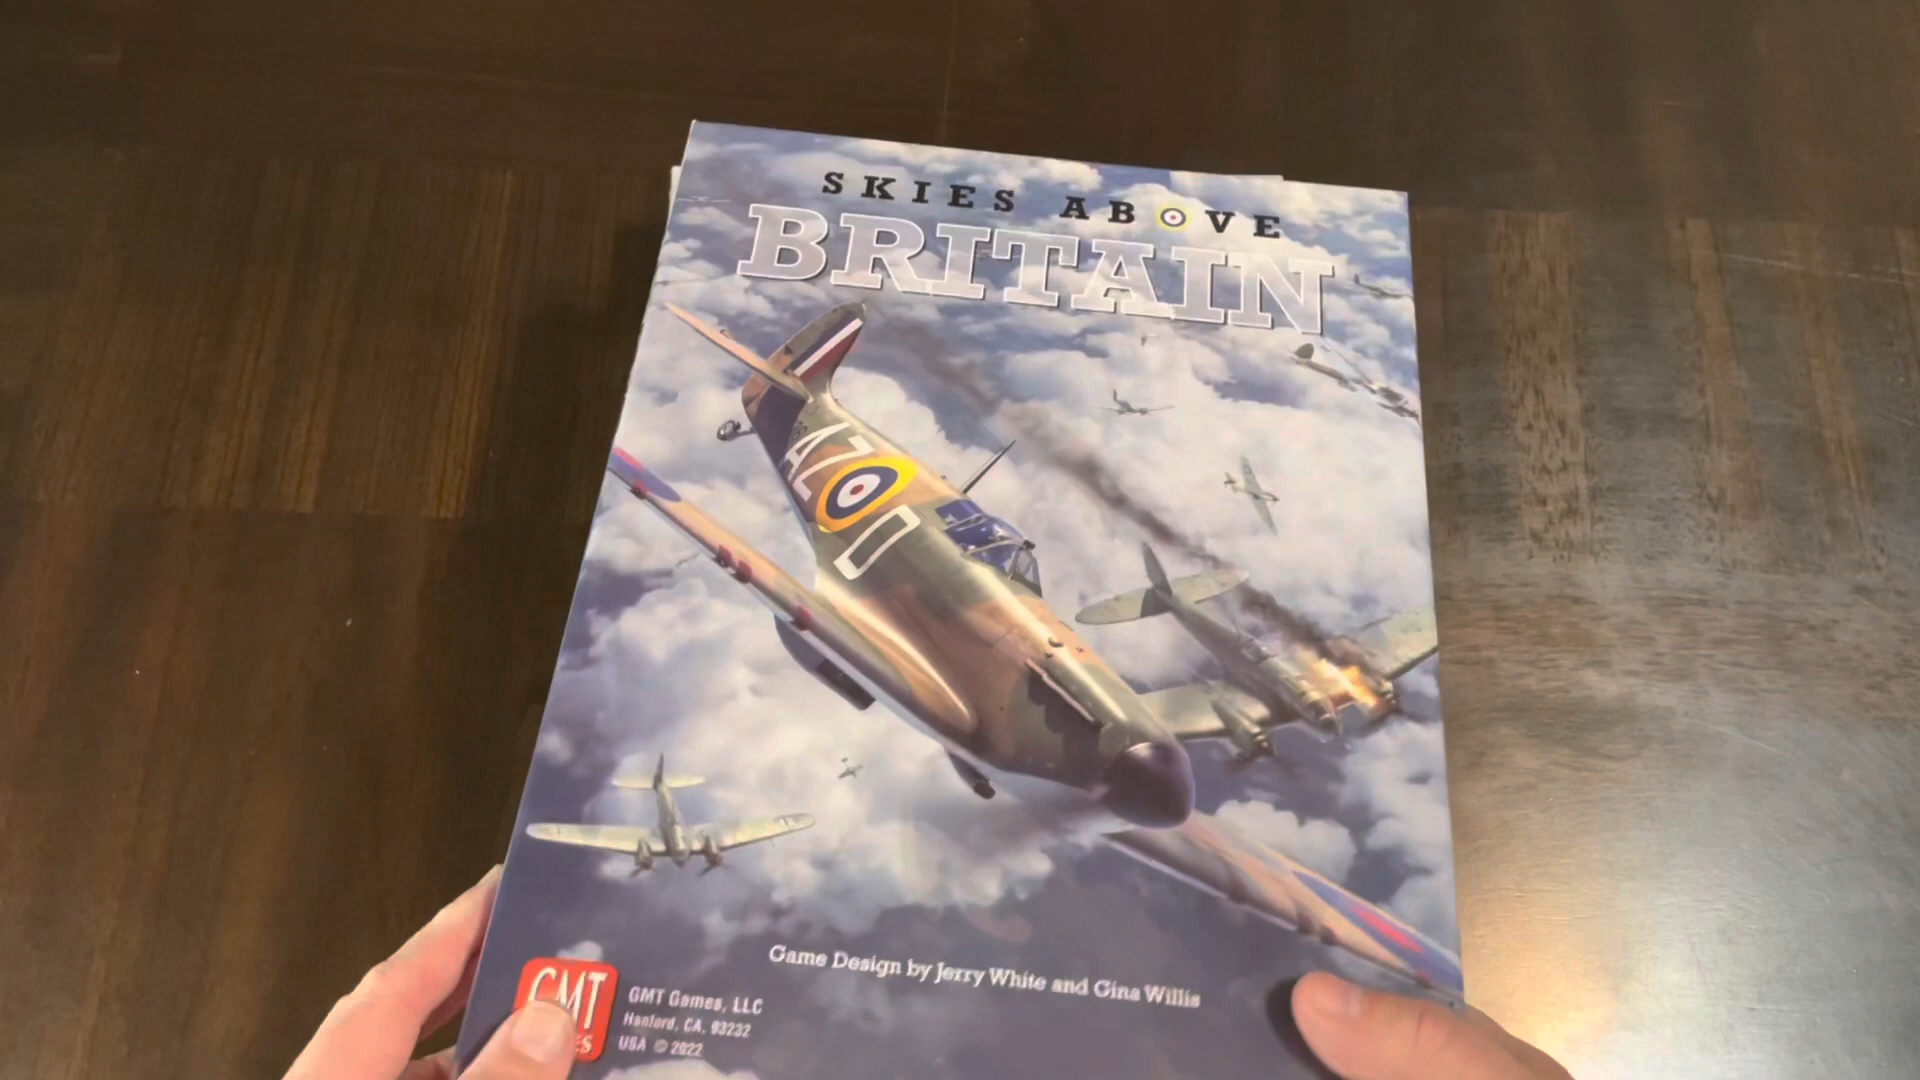 SKIES ABOVE
BRITAIN
AZ
Game Design by Jerry White and Gina Willis
GMT
GMT Games, LLC
Hanford, CA, 93232
USA © 2022